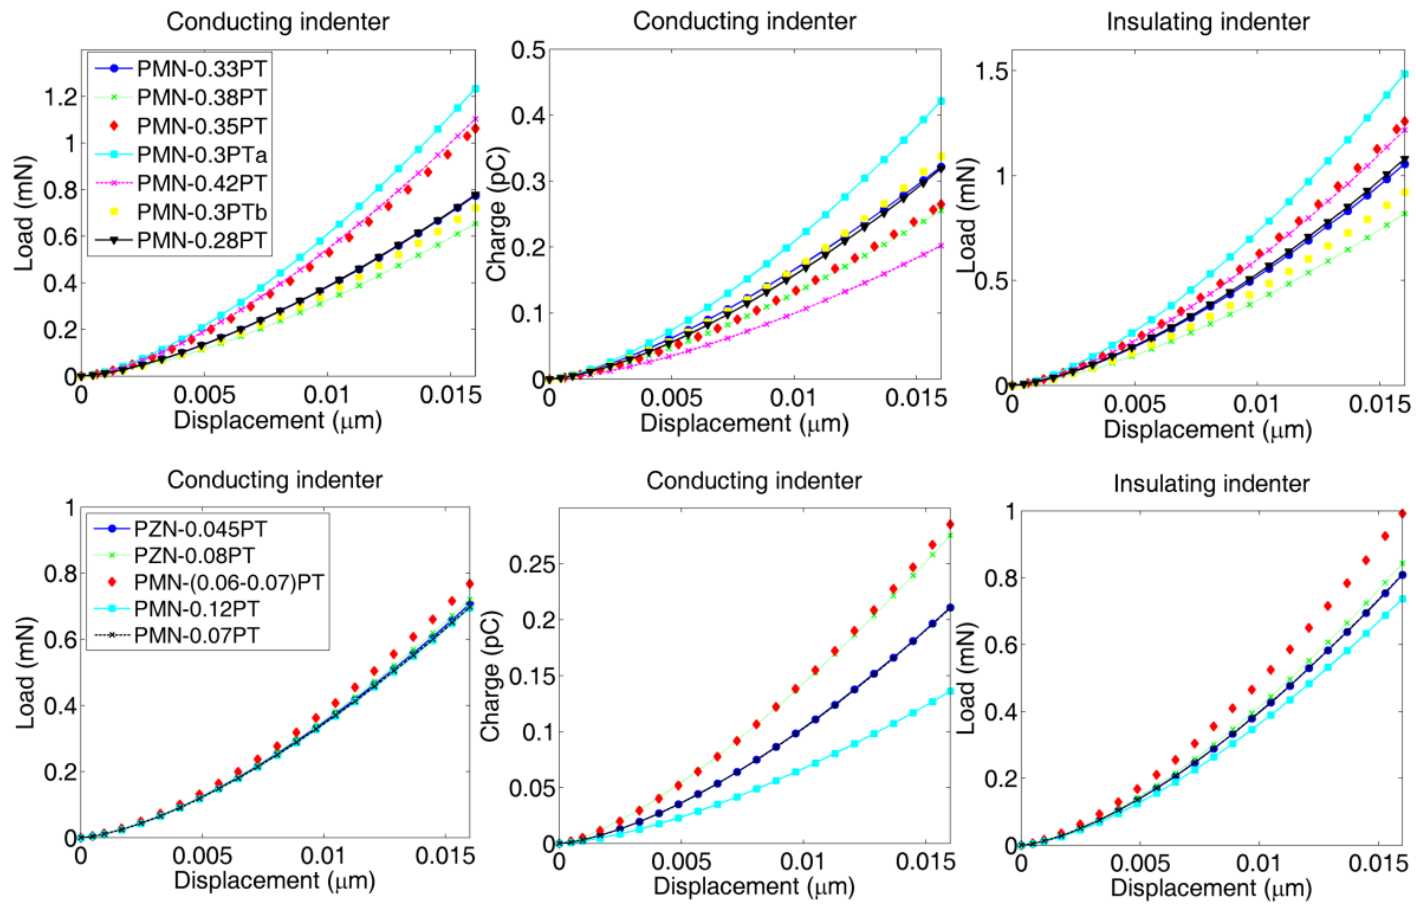 Conducting indenter
1.2
1
0.8
0.6
0.4
0.2
0
Load (mN)
PMN-0.33PT
PMN-0.38PT
PMN-0.35PT
PMN-0.3PTa
PMN-0.42PT
PMN-0.3PTb
PMN-0.28PT
0 0.005 0.01 0.015
Displacement (μm)
Conducting indenter
0.5
0.4
0.3
0.2
0.1
0
Charge (pC)
0 0.005 0.01 0.015
Displacement (μm)
Insulating indenter
1.5
1
0.5
0
Load (mN)
0 0.005 0.01 0.015
Displacement (μm)
Conducting indenter
1
0.8
0.6
0.4
0.2
0
Load (mN)
PZN-0.045PT
PZN-0.08PT
PMN-(0.06-0.07)PT
PMN-0.12PT
PMN-0.07PT
0 0.005 0.01 0.015
Displacement (μm)
Conducting indenter
0.25
0.2
0.15
0.1
0.05
0
Charge (pC)
0 0.005 0.01 0.015
Displacement (μm)
Insulating indenter
1
0.8
0.6
0.4
0.2
0
Load (mN)
0 0.005 0.01 0.015
Displacement (μm)